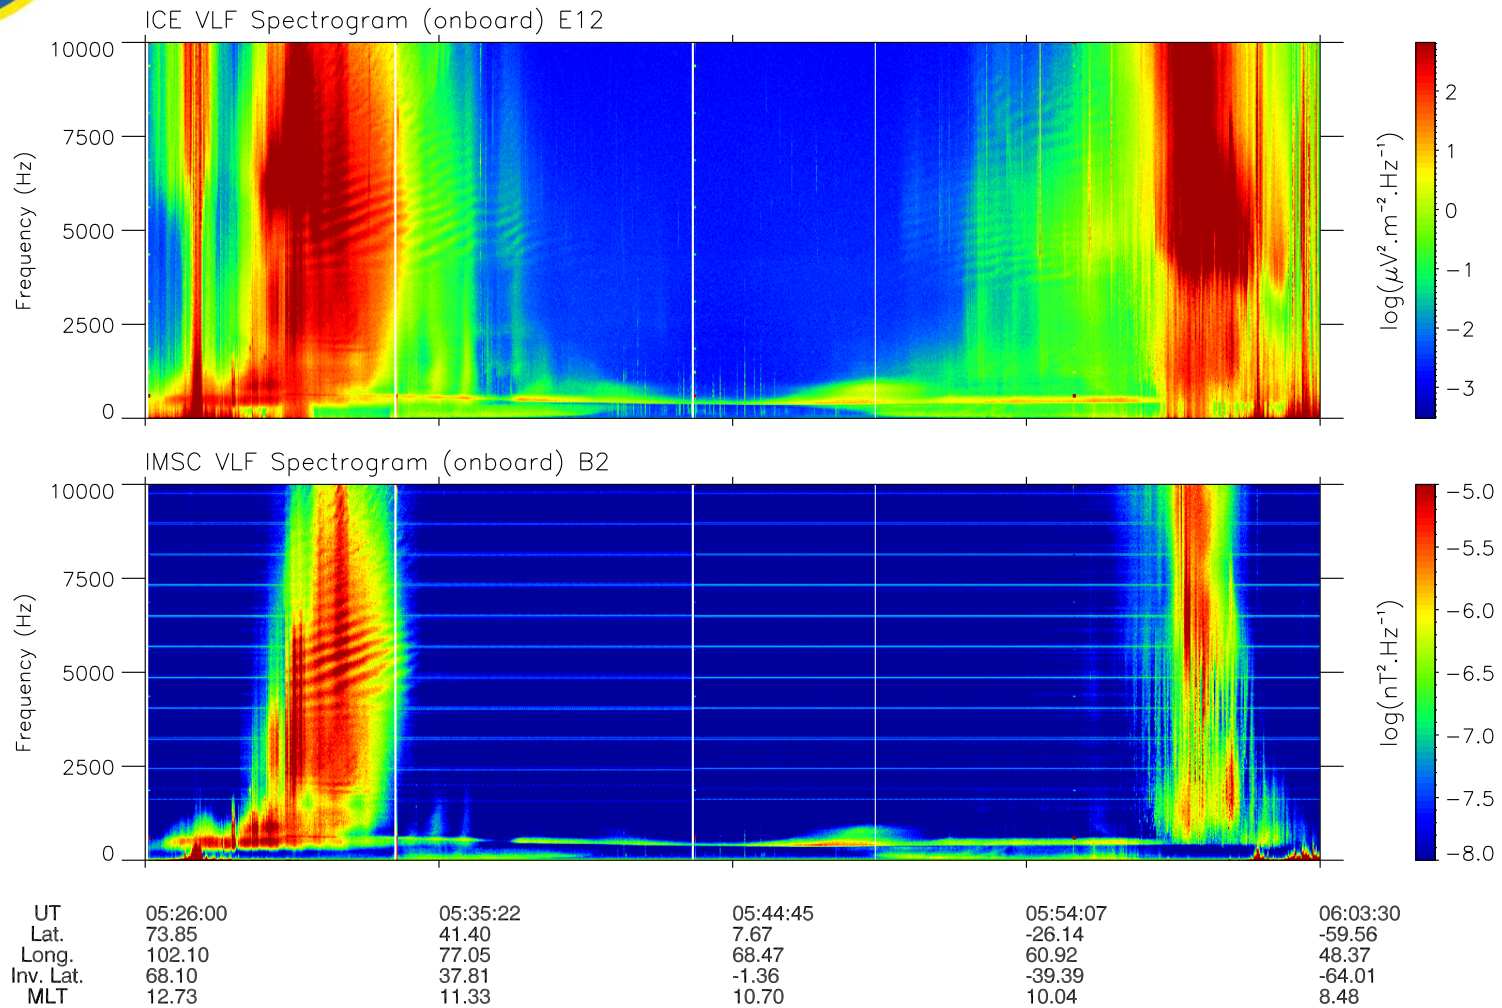 ICE VLF Spectrogram (onboard) E12
10000
7500
5000
2500
0
Frequency (Hz)
2
1
0
−1
−2
−3
log(μV².m⁻².Hz⁻¹)
IMSC VLF Spectrogram (onboard) B2
10000
7500
5000
2500
0
Frequency (Hz)
−5.0
−5.5
−6.0
−6.5
−7.0
−7.5
−8.0
log(nT².Hz⁻¹)
UT 05:26:00 05:35:22 05:44:45 05:54:07 06:03:30
Lat. 73.85 41.40 7.67 -26.14 -59.56
Long. 102.10 77.05 68.47 60.92 48.37
Inv. Lat. 68.10 37.81 -1.36 -39.39 -64.01
MLT 12.73 11.33 10.70 10.04 8.48